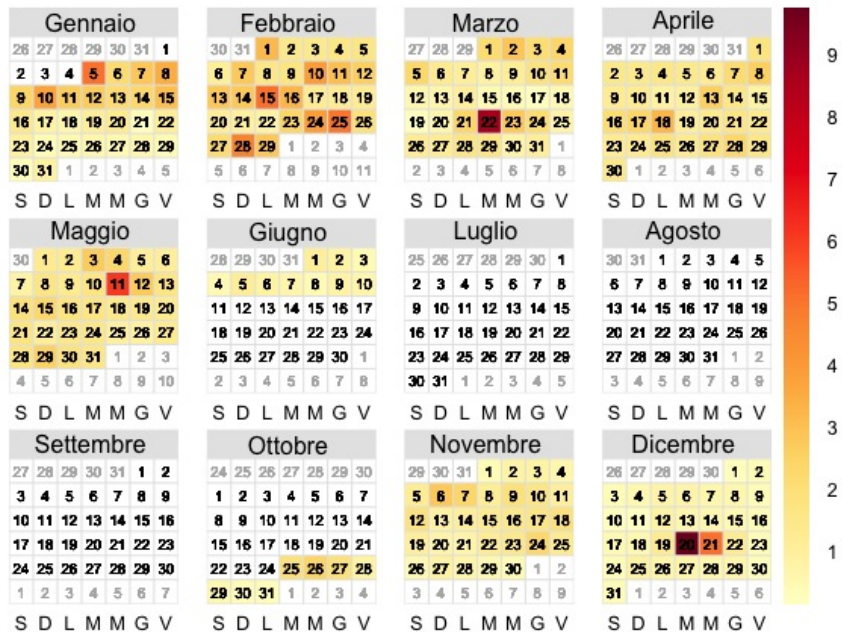 Gennaio
26 27 28 29 30 31 1
2 3 4 5 6 7 8
9 10 11 12 13 14 15
16 17 18 19 20 21 22
23 24 25 26 27 28 29
30 31 1 2 3 4 5
S D L M M G V
Febbraio
30 31 1 2 3 4 5
6 7 8 9 10 11 12
13 14 15 16 17 18 19
20 21 22 23 24 25 26
27 28 29 1 2 3 4
5 6 7 8 9 10 11
S D L M M G V
Marzo
27 28 29 1 2 3 4
5 6 7 8 9 10 11
12 13 14 15 16 17 18
19 20 21 22 23 24 25
26 27 28 29 30 31 1
2 3 4 5 6 7 8
S D L M M G V
Aprile
26 27 28 29 30 31 1
2 3 4 5 6 7 8
9 10 11 12 13 14 15
16 17 18 19 20 21 22
23 24 25 26 27 28 29
30 1 2 3 4 5 6
S D L M M G V
Maggio
30 1 2 3 4 5 6
7 8 9 10 11 12 13
14 15 16 17 18 19 20
21 22 23 24 25 26 27
28 29 30 31 1 2 3
4 5 6 7 8 9 10
S D L M M G V
Giugno
28 29 30 31 1 2 3
4 5 6 7 8 9 10
11 12 13 14 15 16 17
18 19 20 21 22 23 24
25 26 27 28 29 30 1
2 3 4 5 6 7 8
S D L M M G V
Luglio
25 26 27 28 29 30 1
2 3 4 5 6 7 8
9 10 11 12 13 14 15
16 17 18 19 20 21 22
23 24 25 26 27 28 29
30 31 1 2 3 4 5
S D L M M G V
Agosto
30 31 1 2 3 4 5
6 7 8 9 10 11 12
13 14 15 16 17 18 19
20 21 22 23 24 25 26
27 28 29 30 31 1 2
3 4 5 6 7 8 9
S D L M M G V
Settembre
27 28 29 30 31 1 2
3 4 5 6 7 8 9
10 11 12 13 14 15 16
17 18 19 20 21 22 23
24 25 26 27 28 29 30
1 2 3 4 5 6 7
S D L M M G V
Ottobre
24 25 26 27 28 29 30
1 2 3 4 5 6 7
8 9 10 11 12 13 14
15 16 17 18 19 20 21
22 23 24 25 26 27 28
29 30 31 1 2 3 4
S D L M M G V
Novembre
29 30 31 1 2 3 4
5 6 7 8 9 10 11
12 13 14 15 16 17 18
19 20 21 22 23 24 25
26 27 28 29 30 1 2
3 4 5 6 7 8 9
S D L M M G V
Dicembre
26 27 28 29 30 1 2
3 4 5 6 7 8 9
10 11 12 13 14 15 16
17 18 19 20 21 22 23
24 25 26 27 28 29 30
31 1 2 3 4 5 6
S D L M M G V
9
8
7
6
5
4
3
2
1